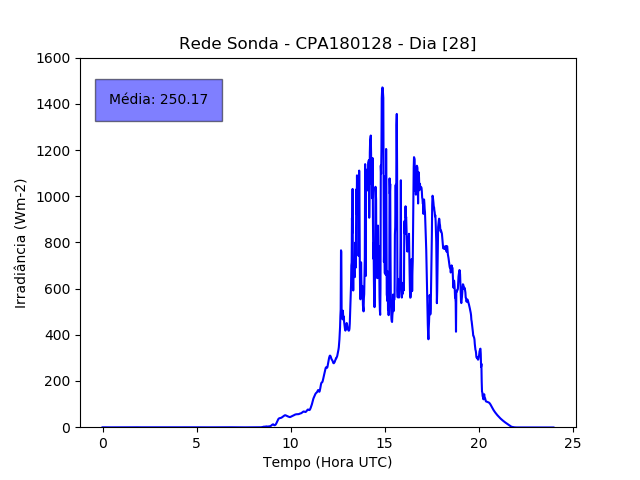 Rede Sonda - CPA180128 - Dia [28]
1600
1400
1200
1000
800
600
400
200
0
Média: 250.17
Irradiância (Wm-2)
0 5 10 15 20 25
Tempo (Hora UTC)